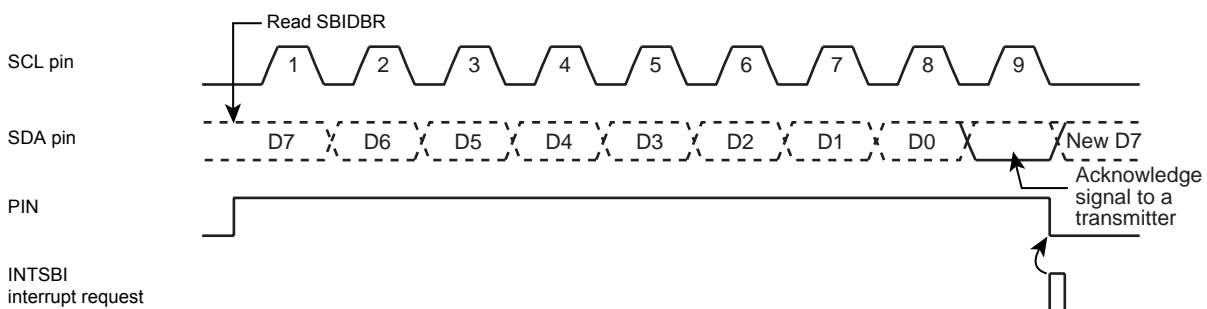 Read SBIDBR
SCL pin
1 2 3 4 5 6 7 8 9
SDA pin
D7 D6 D5 D4 D3 D2 D1 D0 New D7
Acknowledge
signal to a
transmitter
PIN
INTSBI
interrupt request